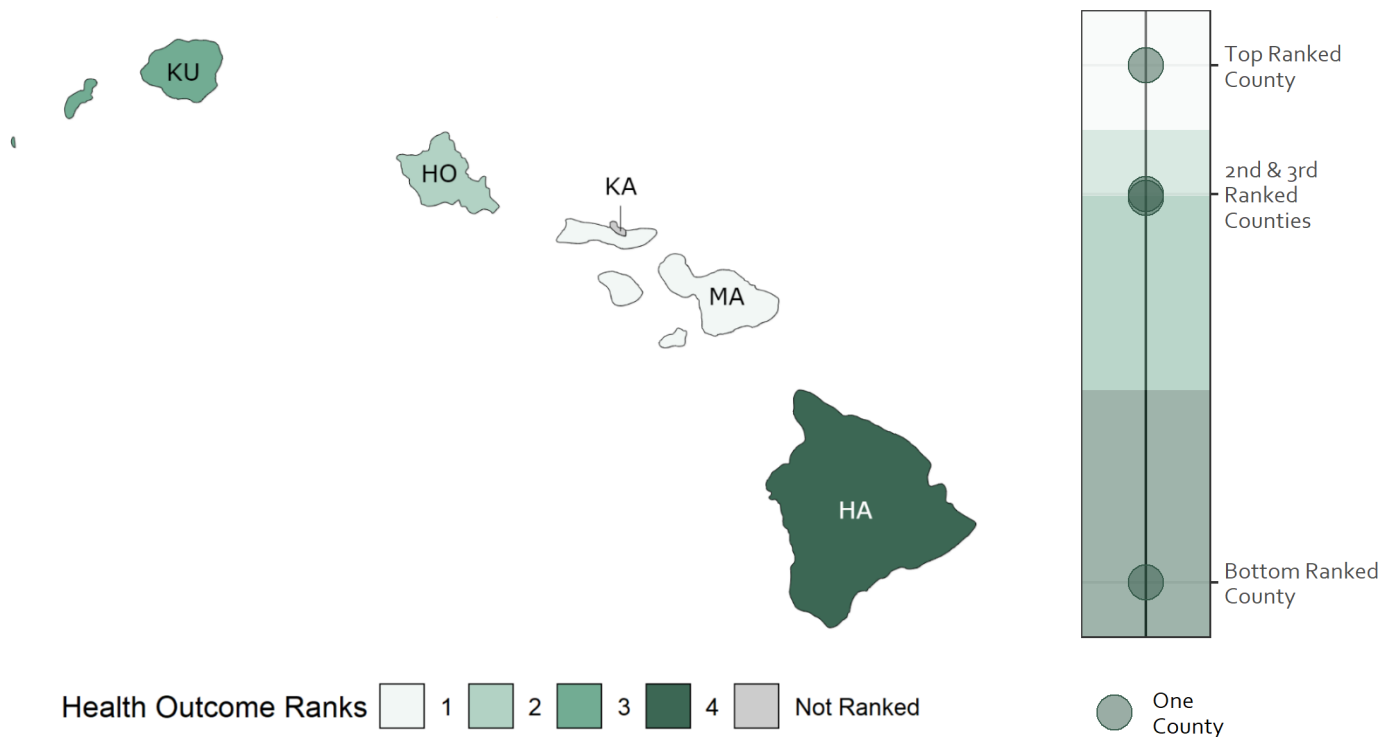 KU
HO
KA
MA
HA
Top Ranked
County
2nd & 3rd
Ranked
Counties
Bottom Ranked
County
Health Outcome Ranks 1 2 3 4 Not Ranked
One
County